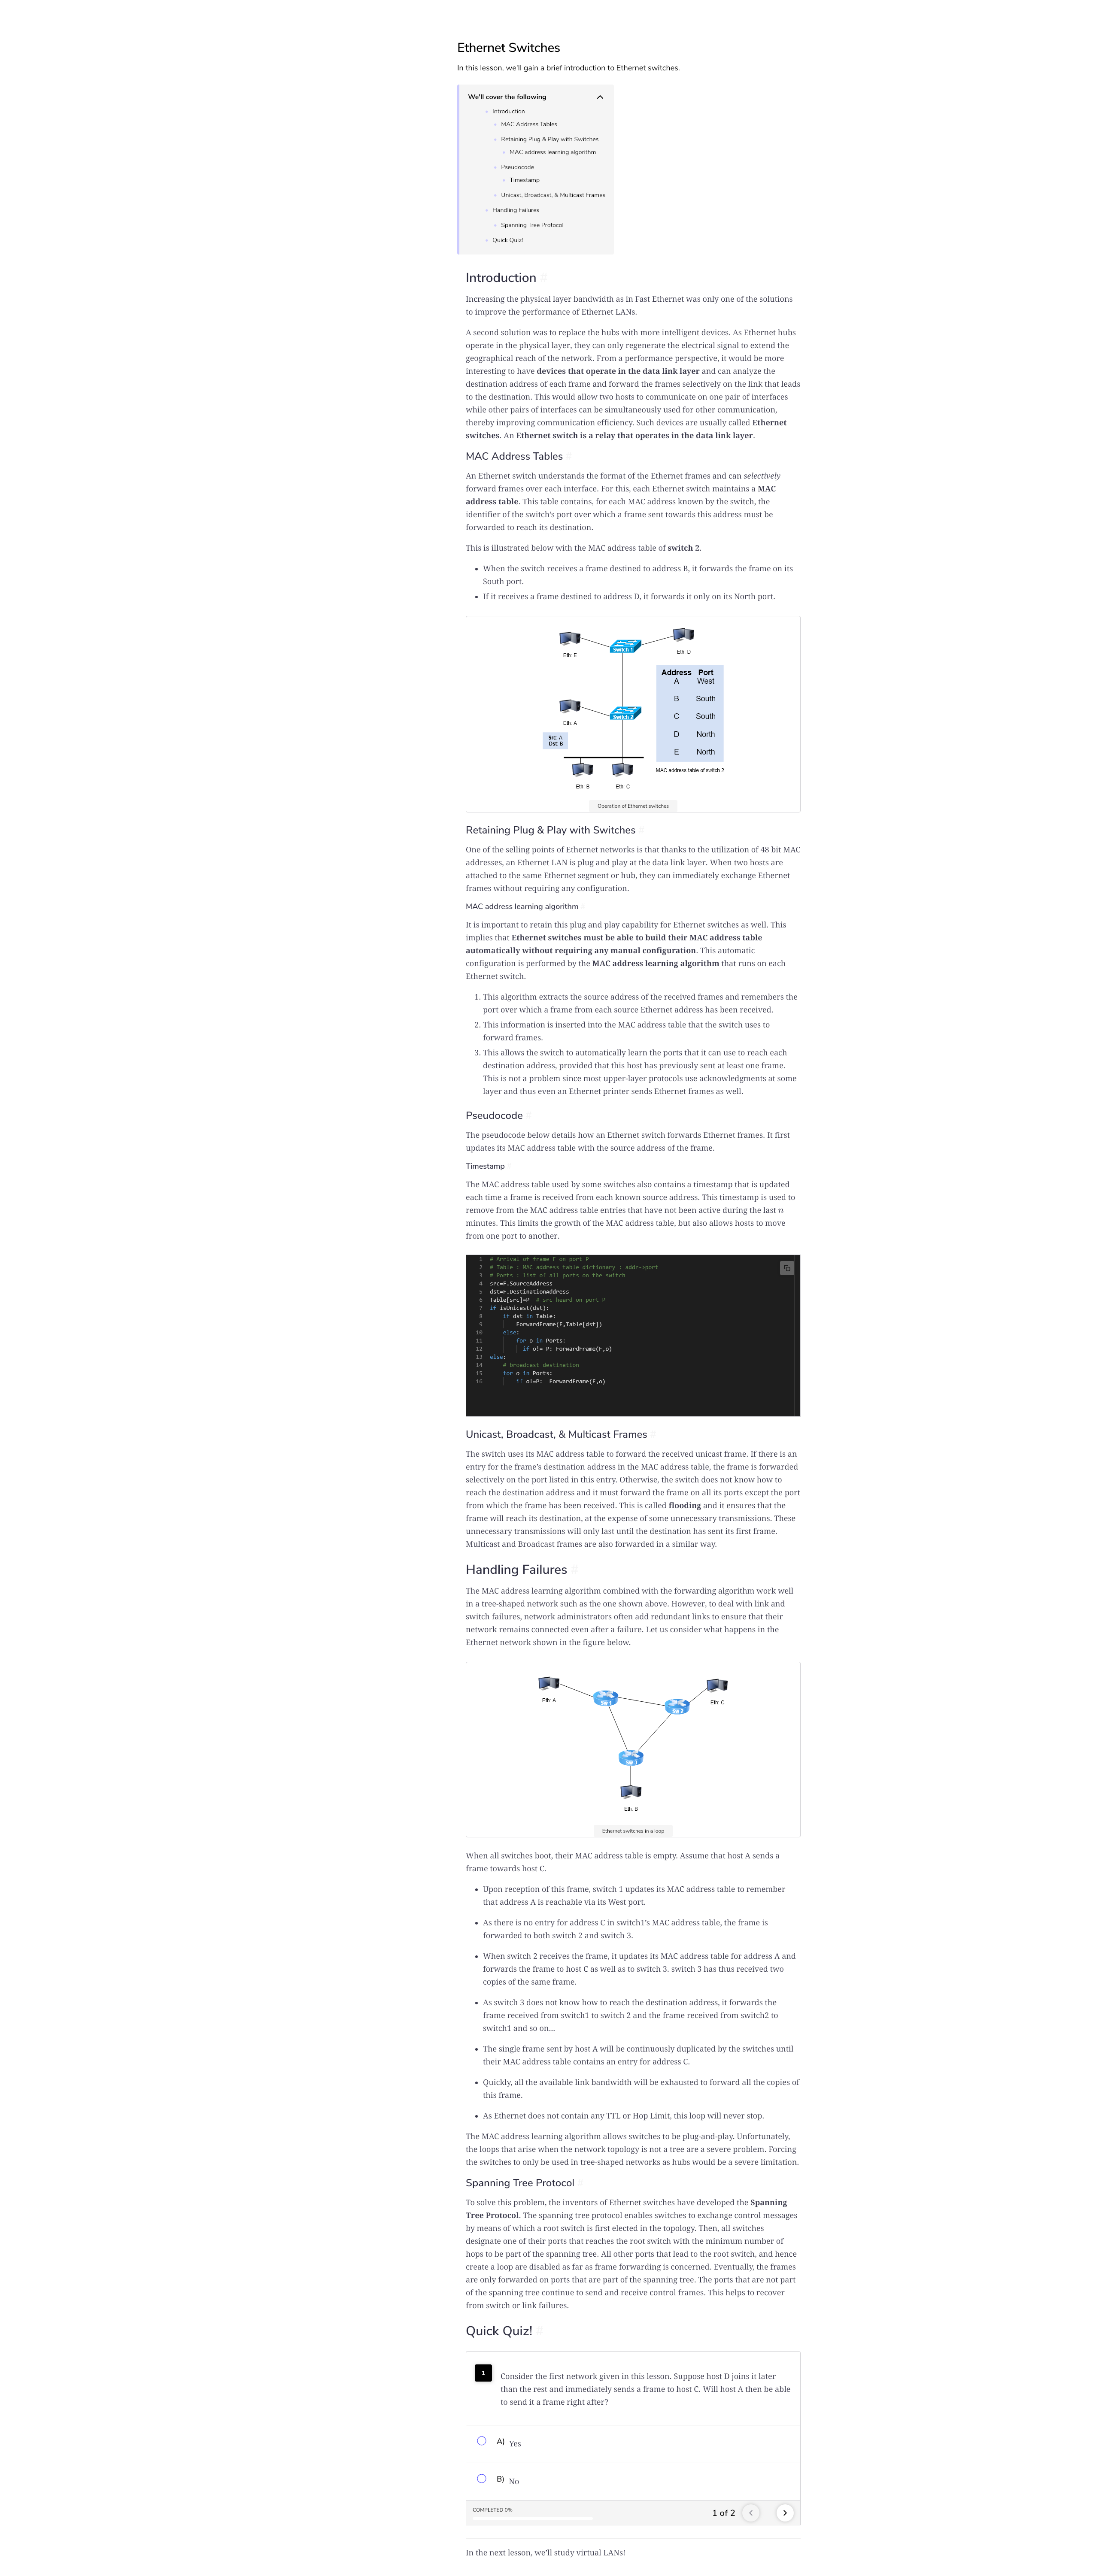 Ethernet Switches
In this lesson, we'll gain a brief introduction to Ethernet switches.
We'll cover the following
Introduction
MAC Address Tables
Retaining Plug & Play with Switches
MAC address learning algorithm
Pseudocode
Timestamp
Unicast, Broadcast, & Multicast Frames
Handling Failures
Spanning Tree Protocol
Quick Quiz!
Introduction
Increasing the physical layer bandwidth as in Fast Ethernet was only one of the solutions
to improve the performance of Ethernet LANs.
A second solution was to replace the hubs with more intelligent devices. As Ethernet hubs
operate in the physical layer, they can only regenerate the electrical signal to extend the
geographical reach of the network. From a performance perspective, it would be more
interesting to have devices that operate in the data link layer and can analyze the
destination address of each frame and forward the frames selectively on the link that leads
to the destination. This would allow two hosts to communicate on one pair of interfaces
while other pairs of interfaces can be simultaneously used for other communication,
thereby improving communication efficiency. Such devices are usually called Ethernet
switches. An Ethernet switch is a relay that operates in the data link layer.
MAC Address Tables
An Ethernet switch understands the format of the Ethernet frames and can selectively
forward frames over each interface. For this, each Ethernet switch maintains a MAC
address table. This table contains, for each MAC address known by the switch, the
identifier of the switch's port over which a frame sent towards this address must be
forwarded to reach its destination.
This is illustrated below with the MAC address table of switch 2.
• When the switch receives a frame destined to address B, it forwards the frame on its
South port.
• If it receives a frame destined to address D, it forwards it only on its North port.
Switch 1
Eth: E
Eth: D
Address Port
A West
B South
C South
D North
E North
MAC address table of switch 2
Switch 2
Eth: A
Src: A
Dst: B
Eth: B
Eth: C
Operation of Ethernet switches
Retaining Plug & Play with Switches
One of the selling points of Ethernet networks is that thanks to the utilization of 48 bit MAC
addresses, an Ethernet LAN is plug and play at the data link layer. When two hosts are
attached to the same Ethernet segment or hub, they can immediately exchange Ethernet
frames without requiring any configuration.
MAC address learning algorithm
It is important to retain this plug and play capability for Ethernet switches as well. This
implies that Ethernet switches must be able to build their MAC address table
automatically without requiring any manual configuration. This automatic
configuration is performed by the MAC address learning algorithm that runs on each
Ethernet switch.
1. This algorithm extracts the source address of the received frames and remembers the
port over which a frame from each source Ethernet address has been received.
2. This information is inserted into the MAC address table that the switch uses to
forward frames.
3. This allows the switch to automatically learn the ports that it can use to reach each
destination address, provided that this host has previously sent at least one frame.
This is not a problem since most upper-layer protocols use acknowledgments at some
layer and thus even an Ethernet printer sends Ethernet frames as well.
Pseudocode
The pseudocode below details how an Ethernet switch forwards Ethernet frames. It first
updates its MAC address table with the source address of the frame.
Timestamp
The MAC address table used by some switches also contains a timestamp that is updated
each time a frame is received from each known source address. This timestamp is used to
remove from the MAC address table entries that have not been active during the last n
minutes. This limits the growth of the MAC address table, but also allows hosts to move
from one port to another.
1 # Arrival of frame F on port P
2 # Table : MAC address table dictionary : addr->port
3 # Ports : list of all ports on the switch
4 src=F.SourceAddress
5 dst=F.DestinationAddress
6 Table[src]=P # src heard on port P
7 if isUnicast(dst):
8 if dst in Table:
9 ForwardFrame(F,Table[dst])
10 else:
11 for o in Ports:
12 if o!= P: ForwardFrame(F,o)
13 else:
14 # broadcast destination
15 for o in Ports:
16 if o!=P: ForwardFrame(F,o)
Unicast, Broadcast, & Multicast Frames
The switch uses its MAC address table to forward the received unicast frame. If there is an
entry for the frame's destination address in the MAC address table, the frame is forwarded
selectively on the port listed in this entry. Otherwise, the switch does not know how to
reach the destination address and it must forward the frame on all its ports except the port
from which the frame has been received. This is called flooding and it ensures that the
frame will reach its destination, at the expense of some unnecessary transmissions. These
unnecessary transmissions will only last until the destination has sent its first frame.
Multicast and Broadcast frames are also forwarded in a similar way.
Handling Failures
The MAC address learning algorithm combined with the forwarding algorithm work well
in a tree-shaped network such as the one shown above. However, to deal with link and
switch failures, network administrators often add redundant links to ensure that their
network remains connected even after a failure. Let us consider what happens in the
Ethernet network shown in the figure below.
Eth: A
Eth: C
Eth: B
Ethernet switches in a loop
When all switches boot, their MAC address table is empty. Assume that host A sends a
frame towards host C.
• Upon reception of this frame, switch 1 updates its MAC address table to remember
that address A is reachable via its West port.
• As there is no entry for address C in switch1's MAC address table, the frame is
forwarded to both switch 2 and switch 3.
• When switch 2 receives the frame, it updates its MAC address table for address A and
forwards the frame to host C as well as to switch 3. switch 3 has thus received two
copies of the same frame.
• As switch 3 does not know how to reach the destination address, it forwards the
frame received from switch1 to switch 2 and the frame received from switch2 to
switch1 and so on...
• The single frame sent by host A will be continuously duplicated by the switches until
their MAC address table contains an entry for address C.
• Quickly, all the available link bandwidth will be exhausted to forward all the copies of
this frame.
• As Ethernet does not contain any TTL or Hop Limit, this loop will never stop.
The MAC address learning algorithm allows switches to be plug-and-play. Unfortunately,
the loops that arise when the network topology is not a tree are a severe problem. Forcing
the switches to only be used in tree-shaped networks as hubs would be a severe limitation.
Spanning Tree Protocol
To solve this problem, the inventors of Ethernet switches have developed the Spanning
Tree Protocol. The spanning tree protocol enables switches to exchange control messages
by means of which a root switch is first elected in the topology. Then, all switches
designate one of their ports that reaches the root switch with the minimum number of
hops to be part of the spanning tree. All other ports that lead to the root switch, and hence
create a loop are disabled as far as frame forwarding is concerned. Eventually, the frames
are only forwarded on ports that are part of the spanning tree. The ports that are not part
of the spanning tree continue to send and receive control frames. This helps to recover
from switch or link failures.
Quick Quiz!
1
Consider the first network given in this lesson. Suppose host D joins it later
than the rest and immediately sends a frame to host C. Will host A then be able
to send it a frame right after?
A) Yes
B) No
COMPLETED 0%
1 of 2
In the next lesson, we'll study virtual LANs!